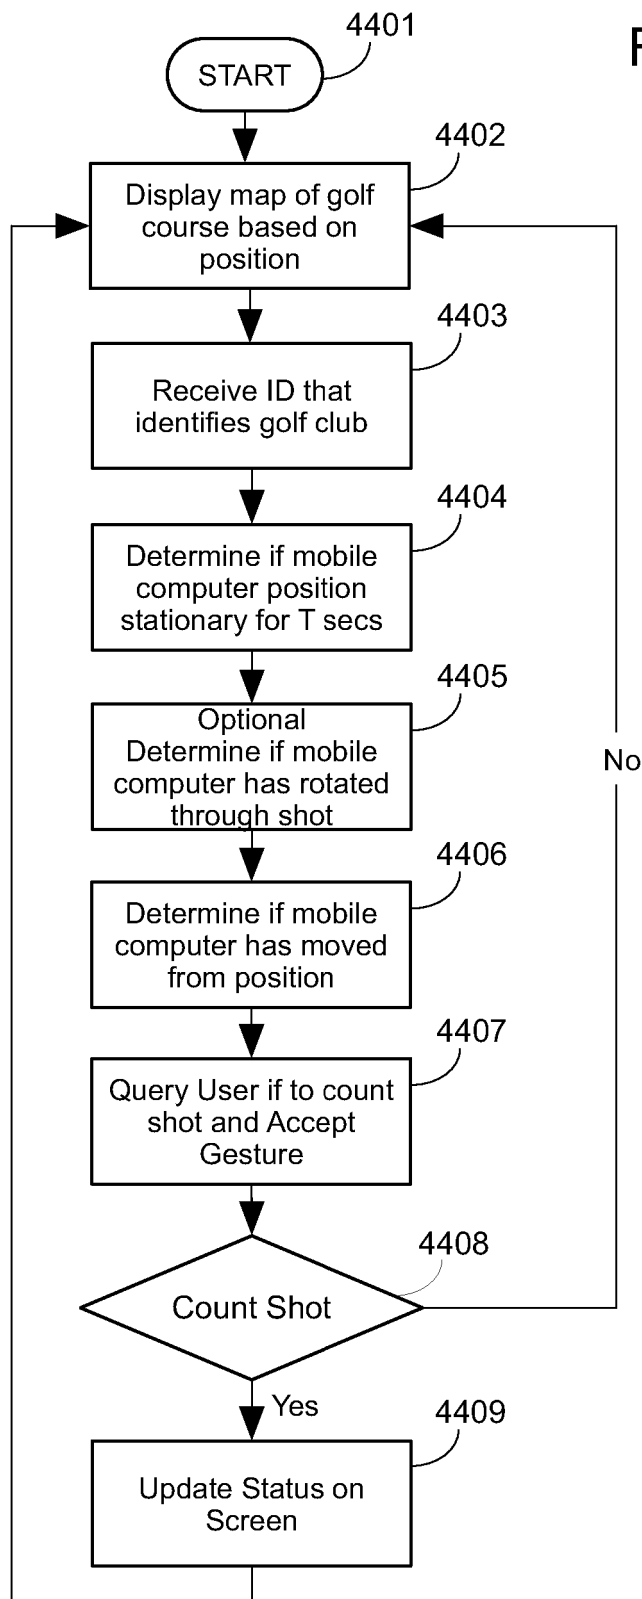 4401
START
4402
Display map of golf
course based on
position
4403
Receive ID that
identifies golf club
4404
Determine if mobile
computer position
stationary for T secs
4405
Optional
Determine if mobile
computer has rotated
through shot
No
4406
Determine if mobile
computer has moved
from position
4407
Query User if to count
shot and Accept
Gesture
4408
Count Shot
Yes
4409
Update Status on
Screen